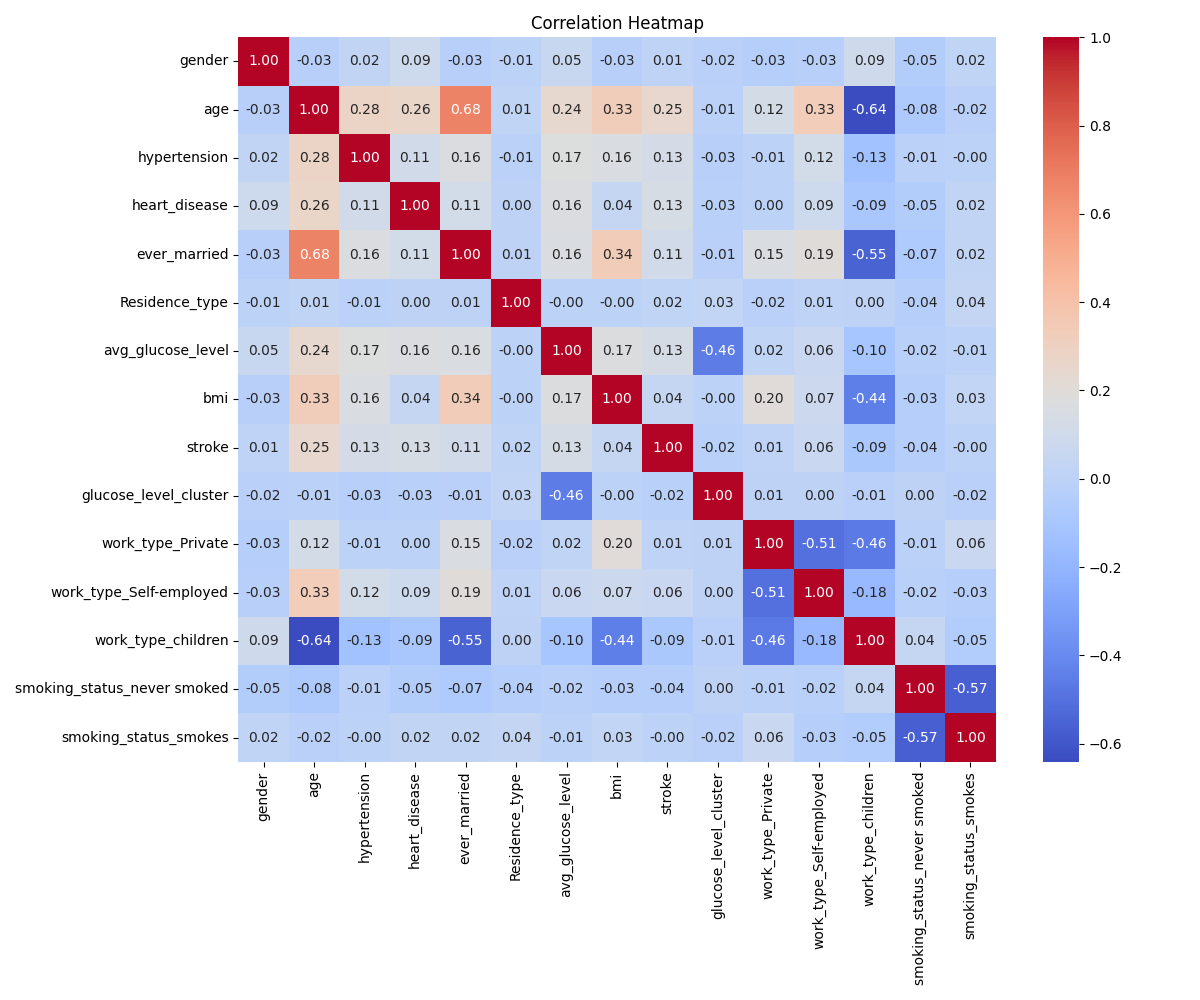 Correlation Heatmap
gender 1.00 -0.03 0.02 0.09 -0.03 -0.01 0.05 -0.03 0.01 -0.02 -0.03 -0.03 0.09 -0.05 0.02
age -0.03 1.00 0.28 0.26 0.68 0.01 0.24 0.33 0.25 -0.01 0.12 0.33 -0.64 -0.08 -0.02
hypertension 0.02 0.28 1.00 0.11 0.16 -0.01 0.17 0.16 0.13 -0.03 -0.01 0.12 -0.13 -0.01 -0.00
heart_disease 0.09 0.26 0.11 1.00 0.11 0.00 0.16 0.04 0.13 -0.03 0.00 0.09 -0.09 -0.05 0.02
ever_married -0.03 0.68 0.16 0.11 1.00 0.01 0.16 0.34 0.11 -0.01 0.15 0.19 -0.55 -0.07 0.02
Residence_type -0.01 0.01 -0.01 0.00 0.01 1.00 -0.00 -0.00 0.02 0.03 -0.02 0.01 0.00 -0.04 0.04
avg_glucose_level 0.05 0.24 0.17 0.16 0.16 -0.00 1.00 0.17 0.13 -0.46 0.02 0.06 -0.10 -0.02 -0.01
bmi -0.03 0.33 0.16 0.04 0.34 -0.00 0.17 1.00 0.04 -0.00 0.20 0.07 -0.44 -0.03 0.03
stroke 0.01 0.25 0.13 0.13 0.11 0.02 0.13 0.04 1.00 -0.02 0.01 0.06 -0.09 -0.04 -0.00
glucose_level_cluster -0.02 -0.01 -0.03 -0.03 -0.01 0.03 -0.46 -0.00 -0.02 1.00 0.01 0.00 -0.01 0.00 -0.02
work_type_Private -0.03 0.12 -0.01 0.00 0.15 -0.02 0.02 0.20 0.01 0.01 1.00 -0.51 -0.46 -0.01 0.06
work_type_Self-employed -0.03 0.33 0.12 0.09 0.19 0.01 0.06 0.07 0.06 0.00 -0.51 1.00 -0.18 -0.02 -0.03
work_type_children 0.09 -0.64 -0.13 -0.09 -0.55 0.00 -0.10 -0.44 -0.09 -0.01 -0.46 -0.18 1.00 0.04 -0.05
smoking_status_never smoked -0.05 -0.08 -0.01 -0.05 -0.07 -0.04 -0.02 -0.03 -0.04 0.00 -0.01 -0.02 0.04 1.00 -0.57
smoking_status_smokes 0.02 -0.02 -0.00 0.02 0.02 0.04 -0.01 0.03 -0.00 -0.02 0.06 -0.03 -0.05 -0.57 1.00
gender
age
hypertension
heart_disease
ever_married
Residence_type
avg_glucose_level
bmi
stroke
glucose_level_cluster
work_type_Private
work_type_Self-employed
work_type_children
smoking_status_never smoked
smoking_status_smokes
1.0
0.8
0.6
0.4
0.2
0.0
−0.2
−0.4
−0.6